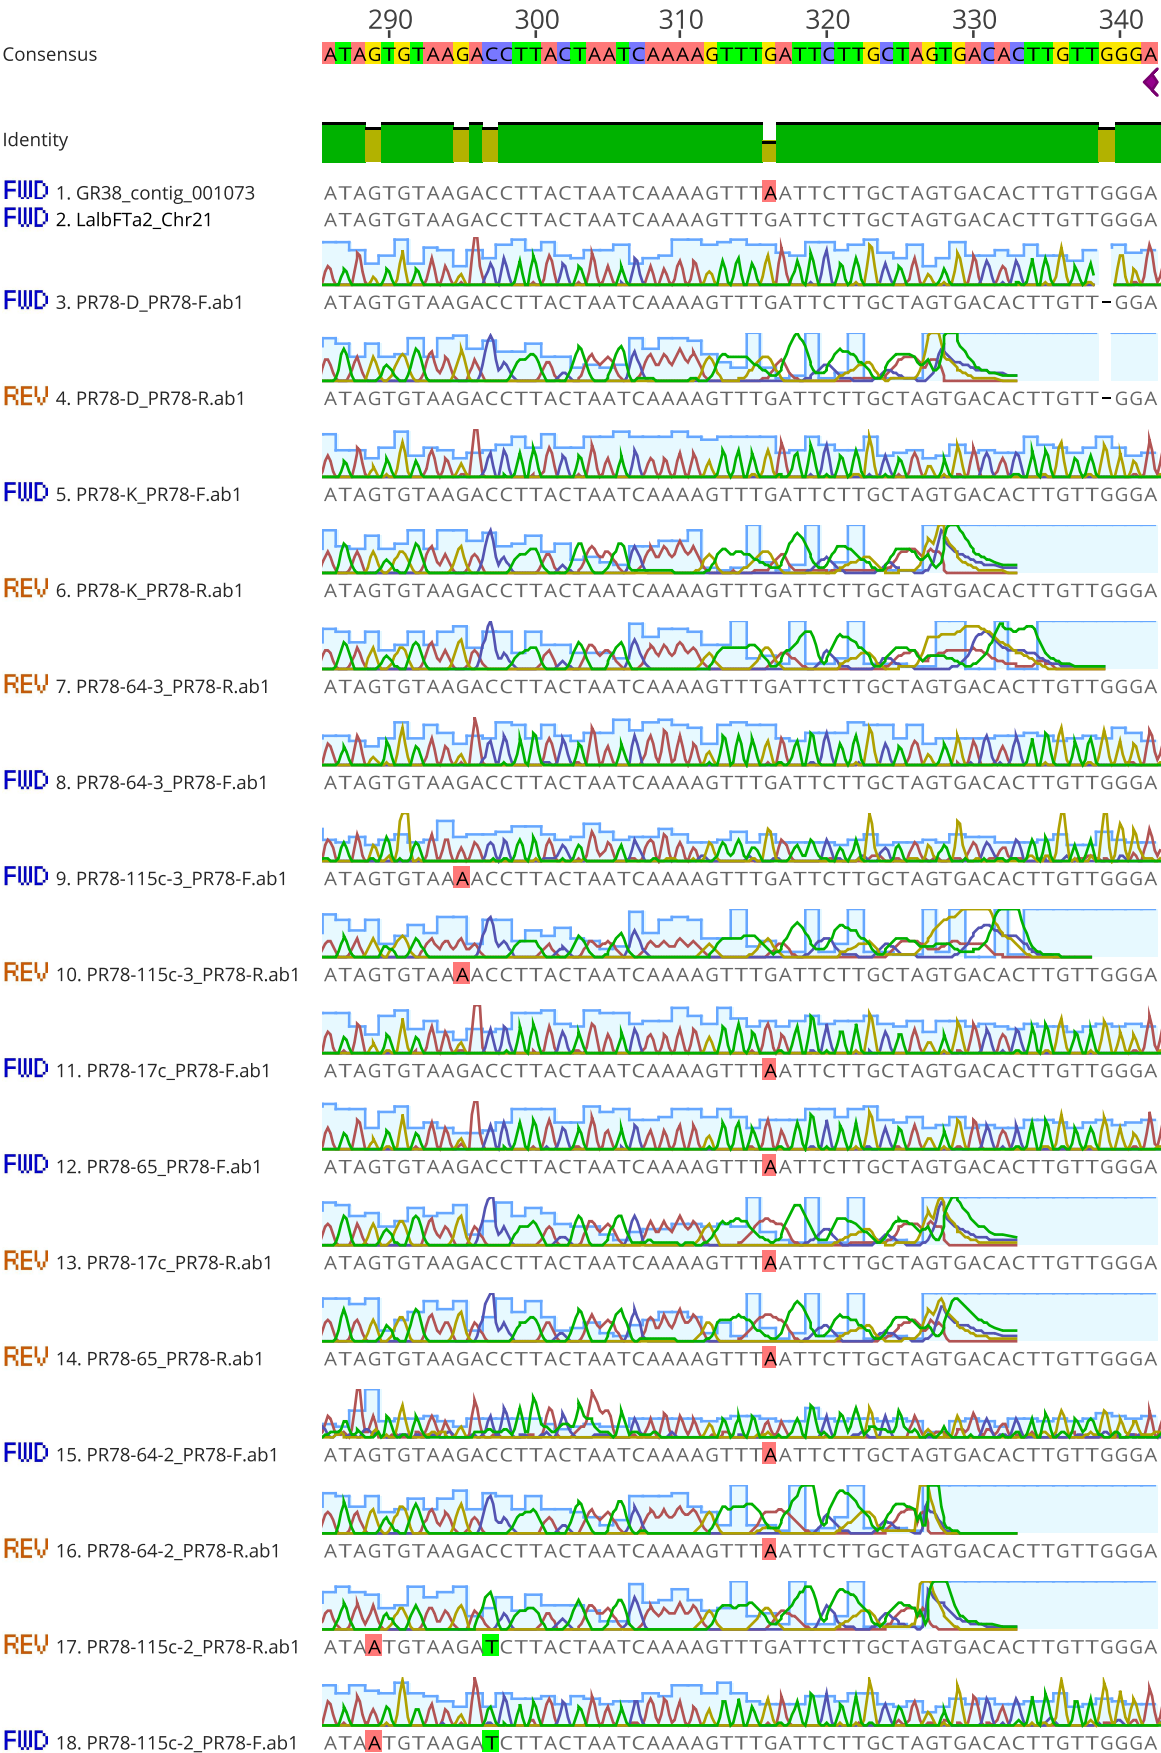 290 300 310 320 330 340
Consensus ATAGTGTAAGACCTTACTAATCAAAAGTTTGATTCTTGCTAGTGACACTTGTTGGGA
Identity
FWD 1. GR38_contig_001073 ATAGTGTAAGACCTTACTAATCAAAAGTTTAATTCTTGCTAGTGACACTTGTTGGGA
FWD 2. LalbFTa2_Chr21 ATAGTGTAAGACCTTACTAATCAAAAGTTTGATTCTTGCTAGTGACACTTGTTGGGA
FWD 3. PR78-D_PR78-F.ab1 ATAGTGTAAGACCTTACTAATCAAAAGTTTGATTCTTGCTAGTGACACTTGTT-GGA
REV 4. PR78-D_PR78-R.ab1 ATAGTGTAAGACCTTACTAATCAAAAGTTTGATTCTTGCTAGTGACACTTGTT-GGA
FWD 5. PR78-K_PR78-F.ab1 ATAGTGTAAGACCTTACTAATCAAAAGTTTGATTCTTGCTAGTGACACTTGTTGGGA
REV 6. PR78-K_PR78-R.ab1 ATAGTGTAAGACCTTACTAATCAAAAGTTTGATTCTTGCTAGTGACACTTGTTGGGA
REV 7. PR78-64-3_PR78-R.ab1 ATAGTGTAAGACCTTACTAATCAAAAGTTTGATTCTTGCTAGTGACACTTGTTGGGA
FWD 8. PR78-64-3_PR78-F.ab1 ATAGTGTAAGACCTTACTAATCAAAAGTTTGATTCTTGCTAGTGACACTTGTTGGGA
FWD 9. PR78-115c-3_PR78-F.ab1 ATAGTGTAAAACCTTACTAATCAAAAGTTTGATTCTTGCTAGTGACACTTGTTGGGA
REV 10. PR78-115c-3_PR78-R.ab1 ATAGTGTAAAACCTTACTAATCAAAAGTTTGATTCTTGCTAGTGACACTTGTTGGGA
FWD 11. PR78-17c_PR78-F.ab1 ATAGTGTAAGACCTTACTAATCAAAAGTTTAATTCTTGCTAGTGACACTTGTTGGGA
FWD 12. PR78-65_PR78-F.ab1 ATAGTGTAAGACCTTACTAATCAAAAGTTTAATTCTTGCTAGTGACACTTGTTGGGA
REV 13. PR78-17c_PR78-R.ab1 ATAGTGTAAGACCTTACTAATCAAAAGTTTAATTCTTGCTAGTGACACTTGTTGGGA
REV 14. PR78-65_PR78-R.ab1 ATAGTGTAAGACCTTACTAATCAAAAGTTTAATTCTTGCTAGTGACACTTGTTGGGA
FWD 15. PR78-64-2_PR78-F.ab1 ATAGTGTAAGACCTTACTAATCAAAAGTTTAATTCTTGCTAGTGACACTTGTTGGGA
REV 16. PR78-64-2_PR78-R.ab1 ATAGTGTAAGACCTTACTAATCAAAAGTTTAATTCTTGCTAGTGACACTTGTTGGGA
REV 17. PR78-115c-2_PR78-R.ab1 ATAATGTAAGATCTTACTAATCAAAAGTTTGATTCTTGCTAGTGACACTTGTTGGGA
FWD 18. PR78-115c-2_PR78-F.ab1 ATAATGTAAGATCTTACTAATCAAAAGTTTGATTCTTGCTAGTGACACTTGTTGGGA